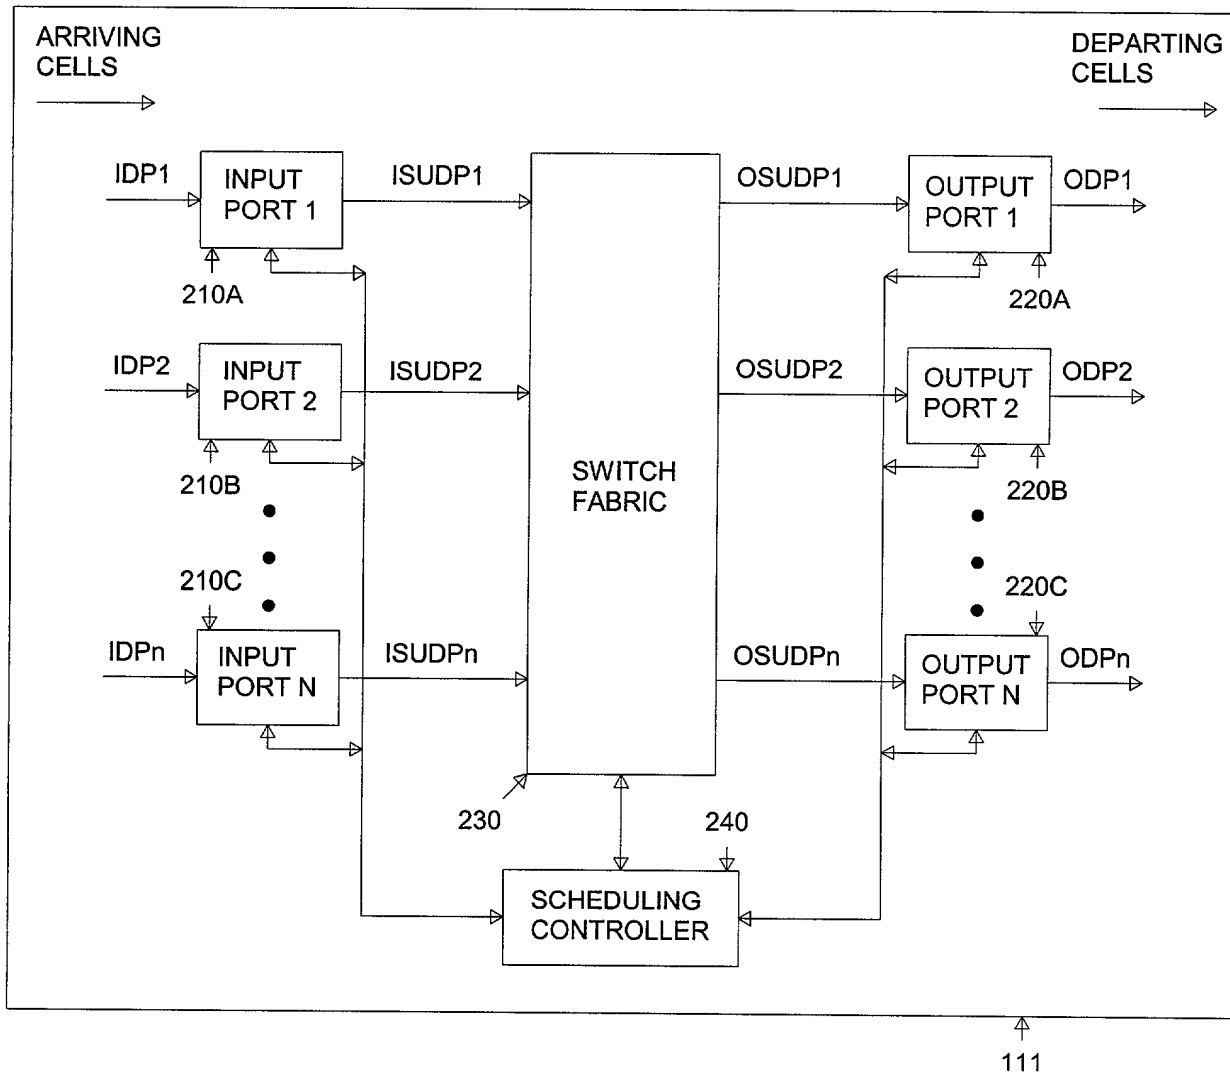 ARRIVING
CELLS
DEPARTING
CELLS
IDP1
INPUT
PORT 1
ISUDP1
OSUDP1
OUTPUT
PORT 1
ODP1
210A
220A
IDP2
INPUT
PORT 2
ISUDP2
OSUDP2
OUTPUT
PORT 2
ODP2
210B
SWITCH
FABRIC
220B
210C
220C
IDPn
INPUT
PORT N
ISUDPn
OSUDPn
OUTPUT
PORT N
ODPn
230
240
SCHEDULING
CONTROLLER
111